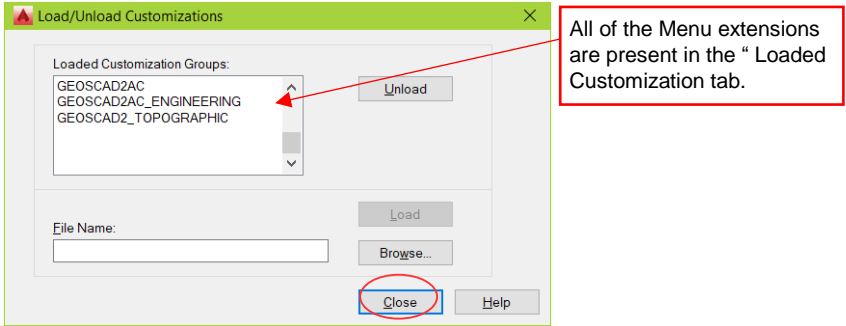 Load/Unload Customizations
All of the Menu extensions
are present in the “ Loaded
Customization tab.
Loaded Customization Groups:
GEOSCAD2AC
GEOSCAD2AC_ENGINEERING
GEOSCAD2_TOPOGRAPHIC
Unload
Load
File Name:
Browse...
Close
Help